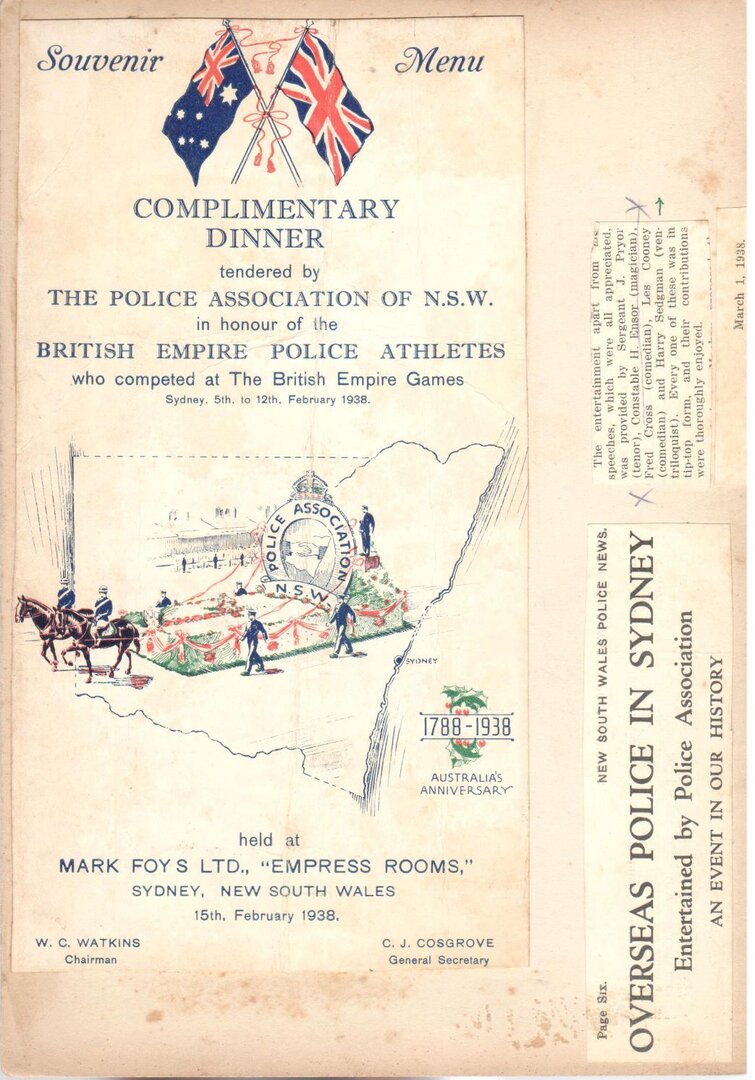 Souvenir Menu
COMPLIMENTARY
DINNER
tendered by
THE POLICE ASSOCIATION OF N.S.W.
in honour of the
BRITISH EMPIRE POLICE ATHLETES
who competed at The British Empire Games
Sydney. 5th. to 12th. February 1938.
POLICE ASSOCIATION
N.S.W.
SYDNEY
1788-1938
AUSTRALIA'S
ANNIVERSARY
held at
MARK FOYS LTD., "EMPRESS ROOMS,"
SYDNEY, NEW SOUTH WALES
15th, February 1938.
W. C. WATKINS
Chairman
C. J. COSGROVE
General Secretary
The entertainment apart from
speeches, which were all appreciated,
was provided by Sergeant J. Pryor
(tenor), Constable H. Ensor (magician),
Fred Cross (comedian), Les Cooney
(comedian) and Harry Sedgman (ven-
triloquist). Every one of these was in
tip-top form, and their contributions
were thoroughly enjoyed.
March 1, 1938.
Page Six.
NEW SOUTH WALES POLICE NEWS.
OVERSEAS POLICE IN SYDNEY
Entertained by Police Association
AN EVENT IN OUR HISTORY